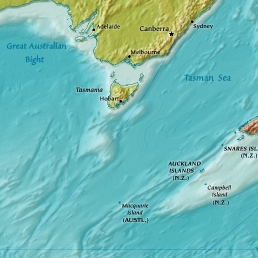 Adelaide
Canberra
Sydney
Great Australian
Bight
Melbourne
Tasman Sea
Tasmania
Hobart
SNARES ISL
(N.Z.)
AUCKLAND
ISLANDS
(N.Z.)
Campbell
Island
(N.Z.)
Macquarie
Island
(AUSTL.)